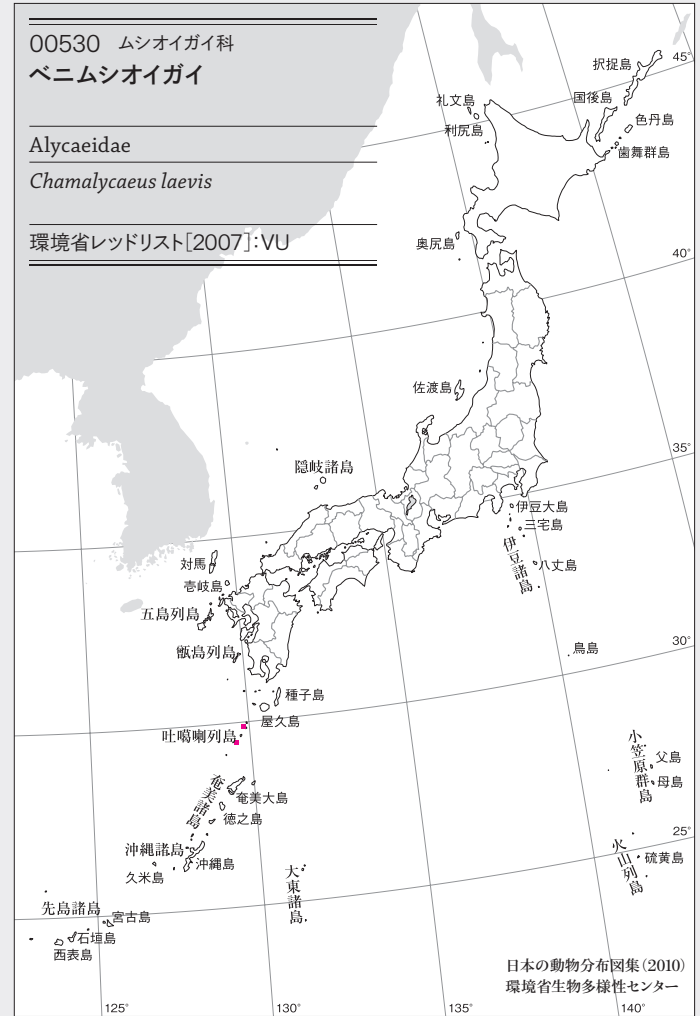 00530 ムシオイガイ科
ベニムシオイガイ
Alycaeidae
Chamalycaeus laevis
環境省レッドリスト[2007]:VU
択捉島
45°
国後島
礼文島
色丹島
利尻島
歯舞群島
奥尻島
40°
佐渡島
35°
隠岐諸島
伊豆大島
三宅島
伊豆諸島
八丈島
対馬
壱岐島
五島列島
甑島列島
鳥島
30°
種子島
屋久島
吐噶喇列島
小笠原群島
父島
母島
奄美諸島
奄美大島
徳之島
25°
火山列島
硫黄島
沖縄諸島
沖縄島
久米島
大東諸島
先島諸島
宮古島
石垣島
西表島
日本の動物分布図集(2010)
環境省生物多様性センター
125°
130°
135°
140°